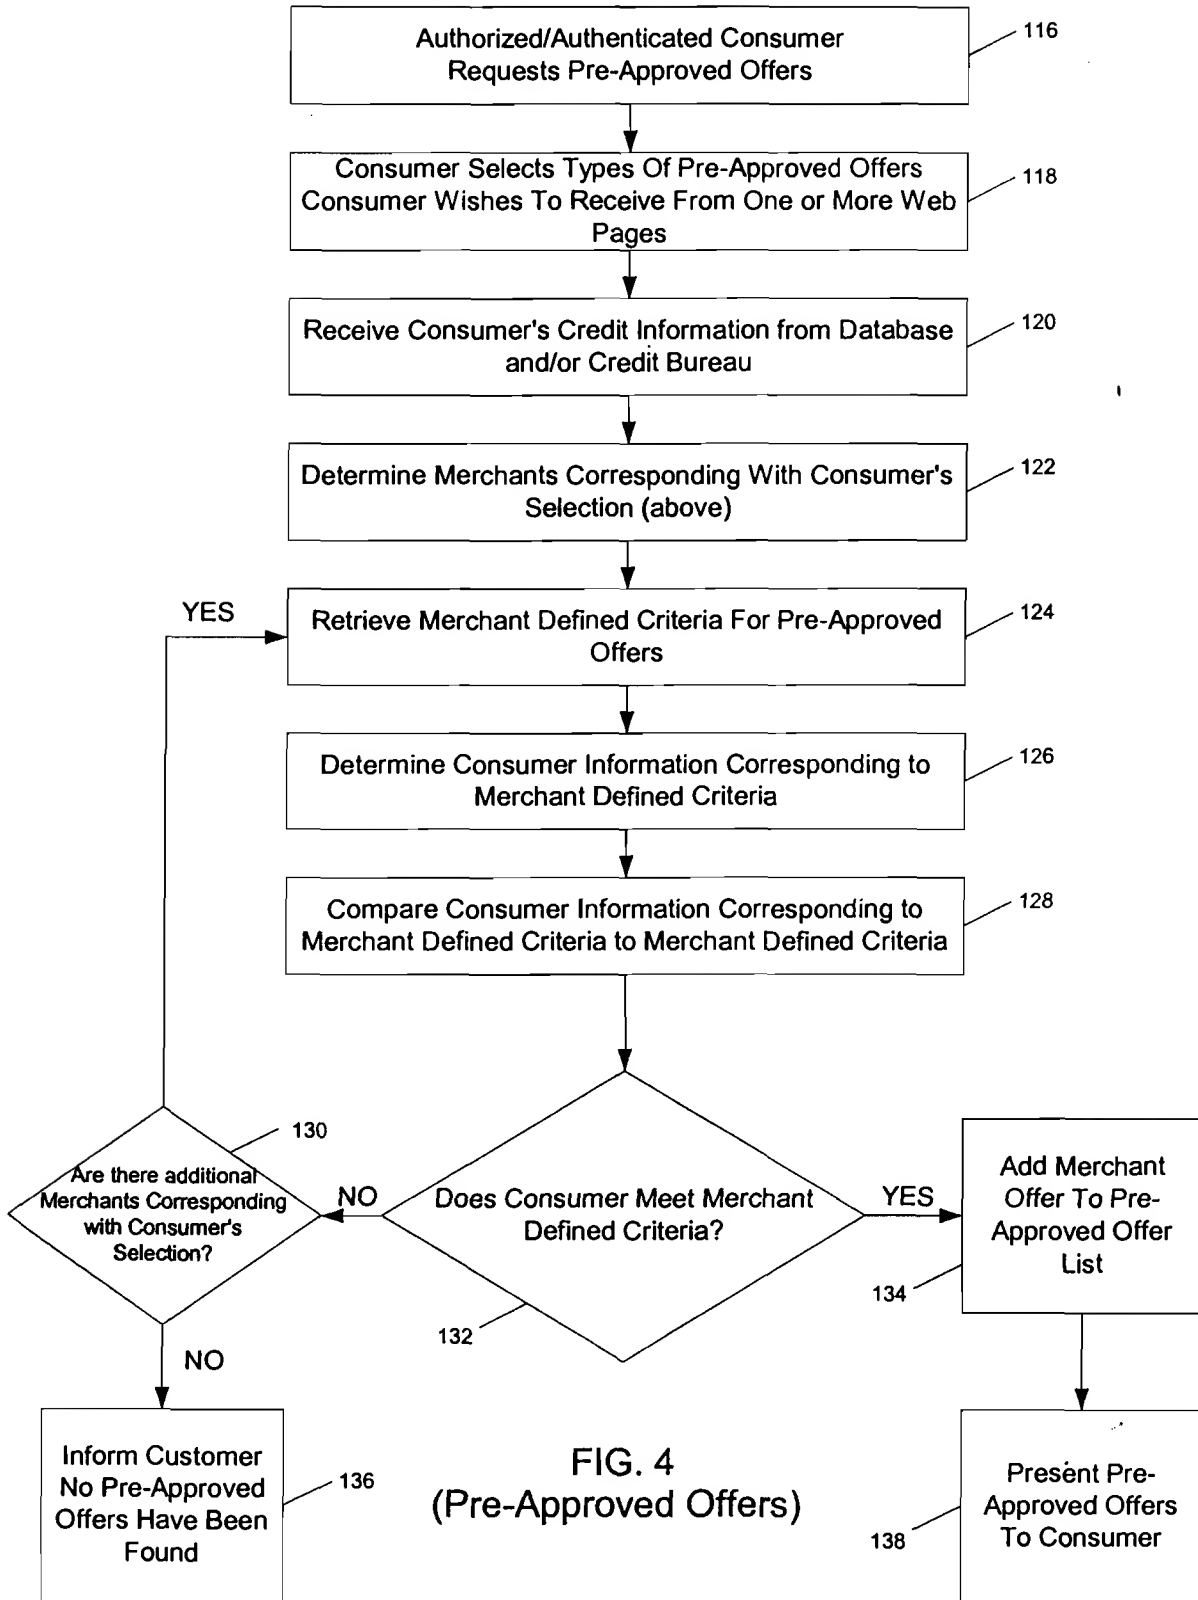 Authorized/Authenticated Consumer
Requests Pre-Approved Offers
116
Consumer Selects Types Of Pre-Approved Offers
Consumer Wishes To Receive From One or More Web
Pages
118
Receive Consumer's Credit Information from Database
and/or Credit Bureau
120
Determine Merchants Corresponding With Consumer's
Selection (above)
122
YES
Retrieve Merchant Defined Criteria For Pre-Approved
Offers
124
Determine Consumer Information Corresponding to
Merchant Defined Criteria
126
Compare Consumer Information Corresponding to
Merchant Defined Criteria to Merchant Defined Criteria
128
130
Are there additional
Merchants Corresponding
with Consumer's
Selection?
NO
Does Consumer Meet Merchant
Defined Criteria?
132
YES
Add Merchant
Offer To Pre-
Approved Offer
List
134
NO
Inform Customer
No Pre-Approved
Offers Have Been
Found
136
FIG. 4
(Pre-Approved Offers)
Present Pre-
Approved Offers
To Consumer
138